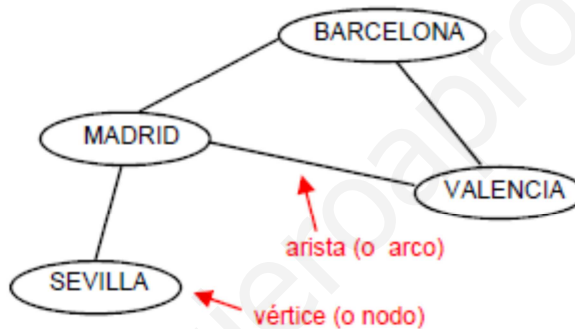 BARCELONA
MADRID
VALENCIA
arista (o arco)
SEVILLA
vértice (o nodo)